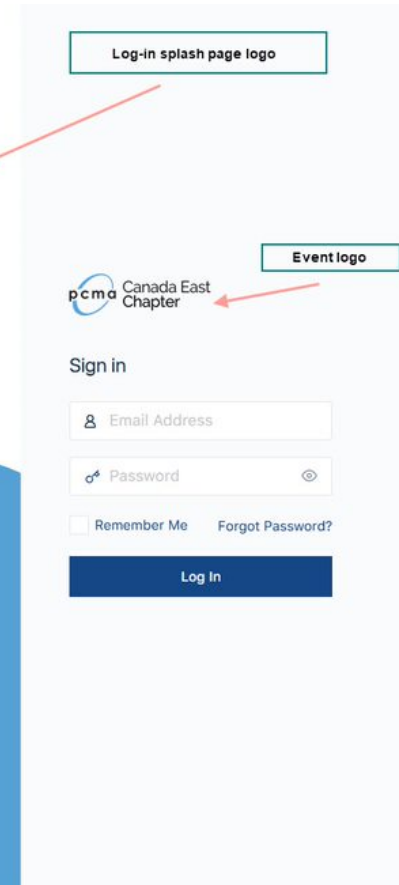 Log-in splash page logo
Event logo
pcma Canada East
Chapter
Sign in
Email Address
Password
Remember Me Forgot Password?
Log In